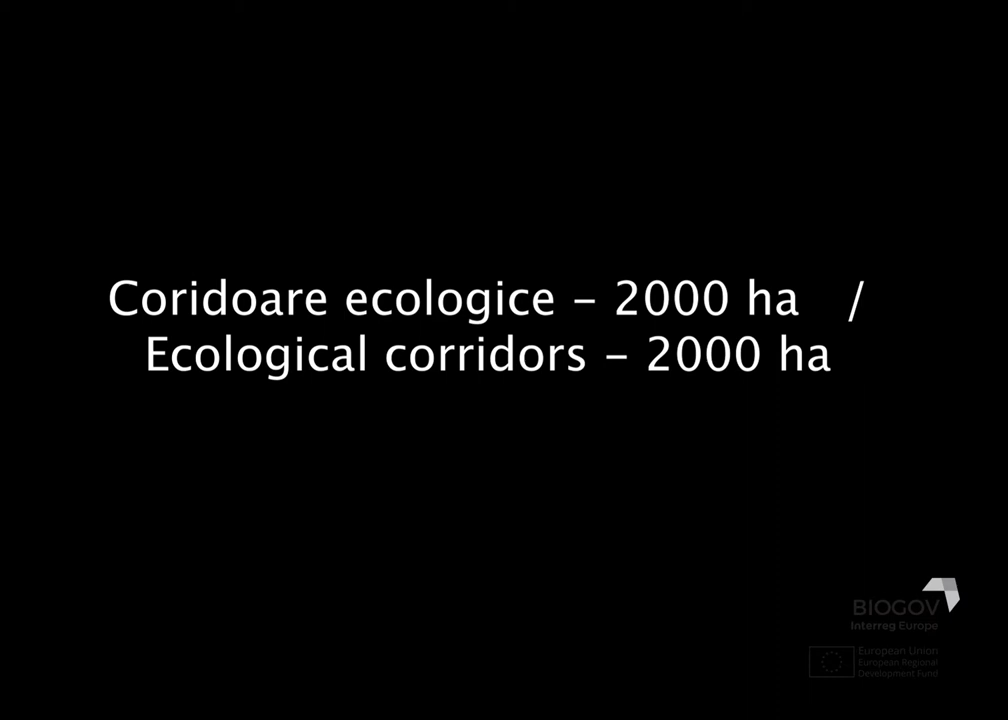 Coridoare ecologice – 2000 ha /
Ecological corridors – 2000 ha
BIOGOV
Interreg Europe
European Union
European Regional
Development Fund